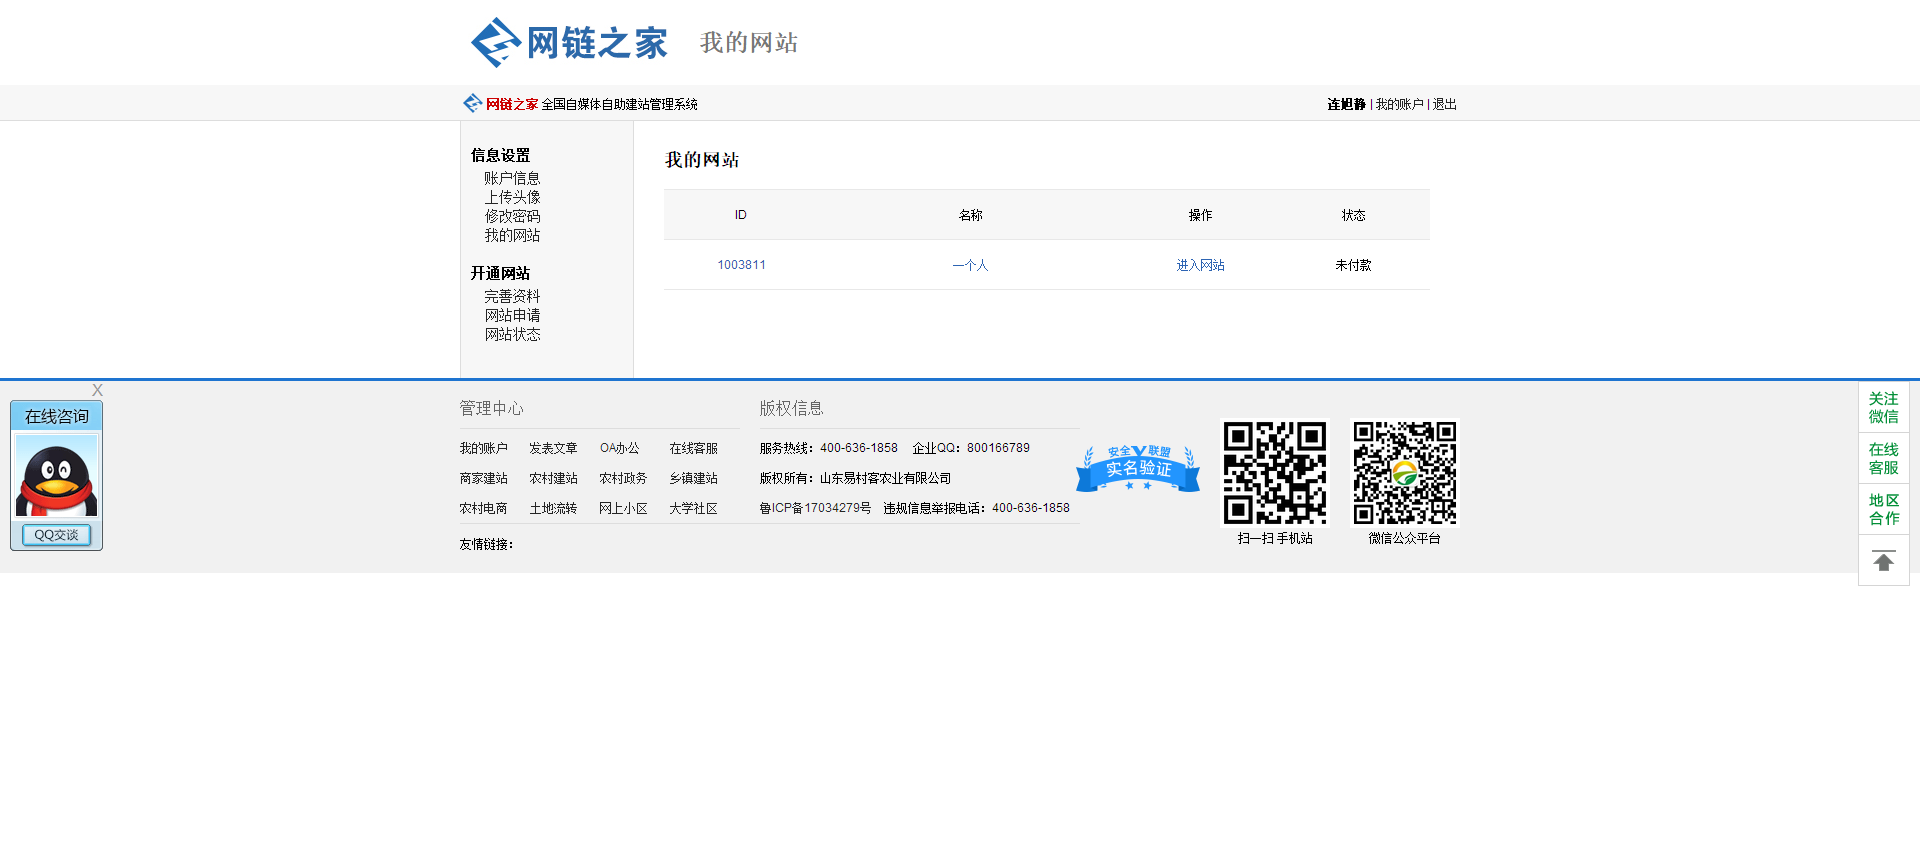 网链之家 我的网站
网链之家 全国自媒体自助建站管理系统 连旭静 | 我的账户 | 退出
信息设置
账户信息
上传头像
修改密码
我的网站
开通网站
完善资料
网站申请
网站状态
我的网站
ID 名称 操作 状态
1003811 一个人 进入网站 未付款
X
在线咨询
QQ交谈
管理中心
我的账户 发表文章 OA办公 在线客服
商家建站 农村建站 农村政务 乡镇建站
农村电商 土地流转 网上小区 大学社区
友情链接：
版权信息
服务热线：400-636-1858 企业QQ：800166789
版权所有：山东易村客农业有限公司
鲁ICP备17034279号 违规信息举报电话：400-636-1858
安全联盟
实名验证
扫一扫 手机站
微信公众平台
关注
微信
在线
客服
地区
合作